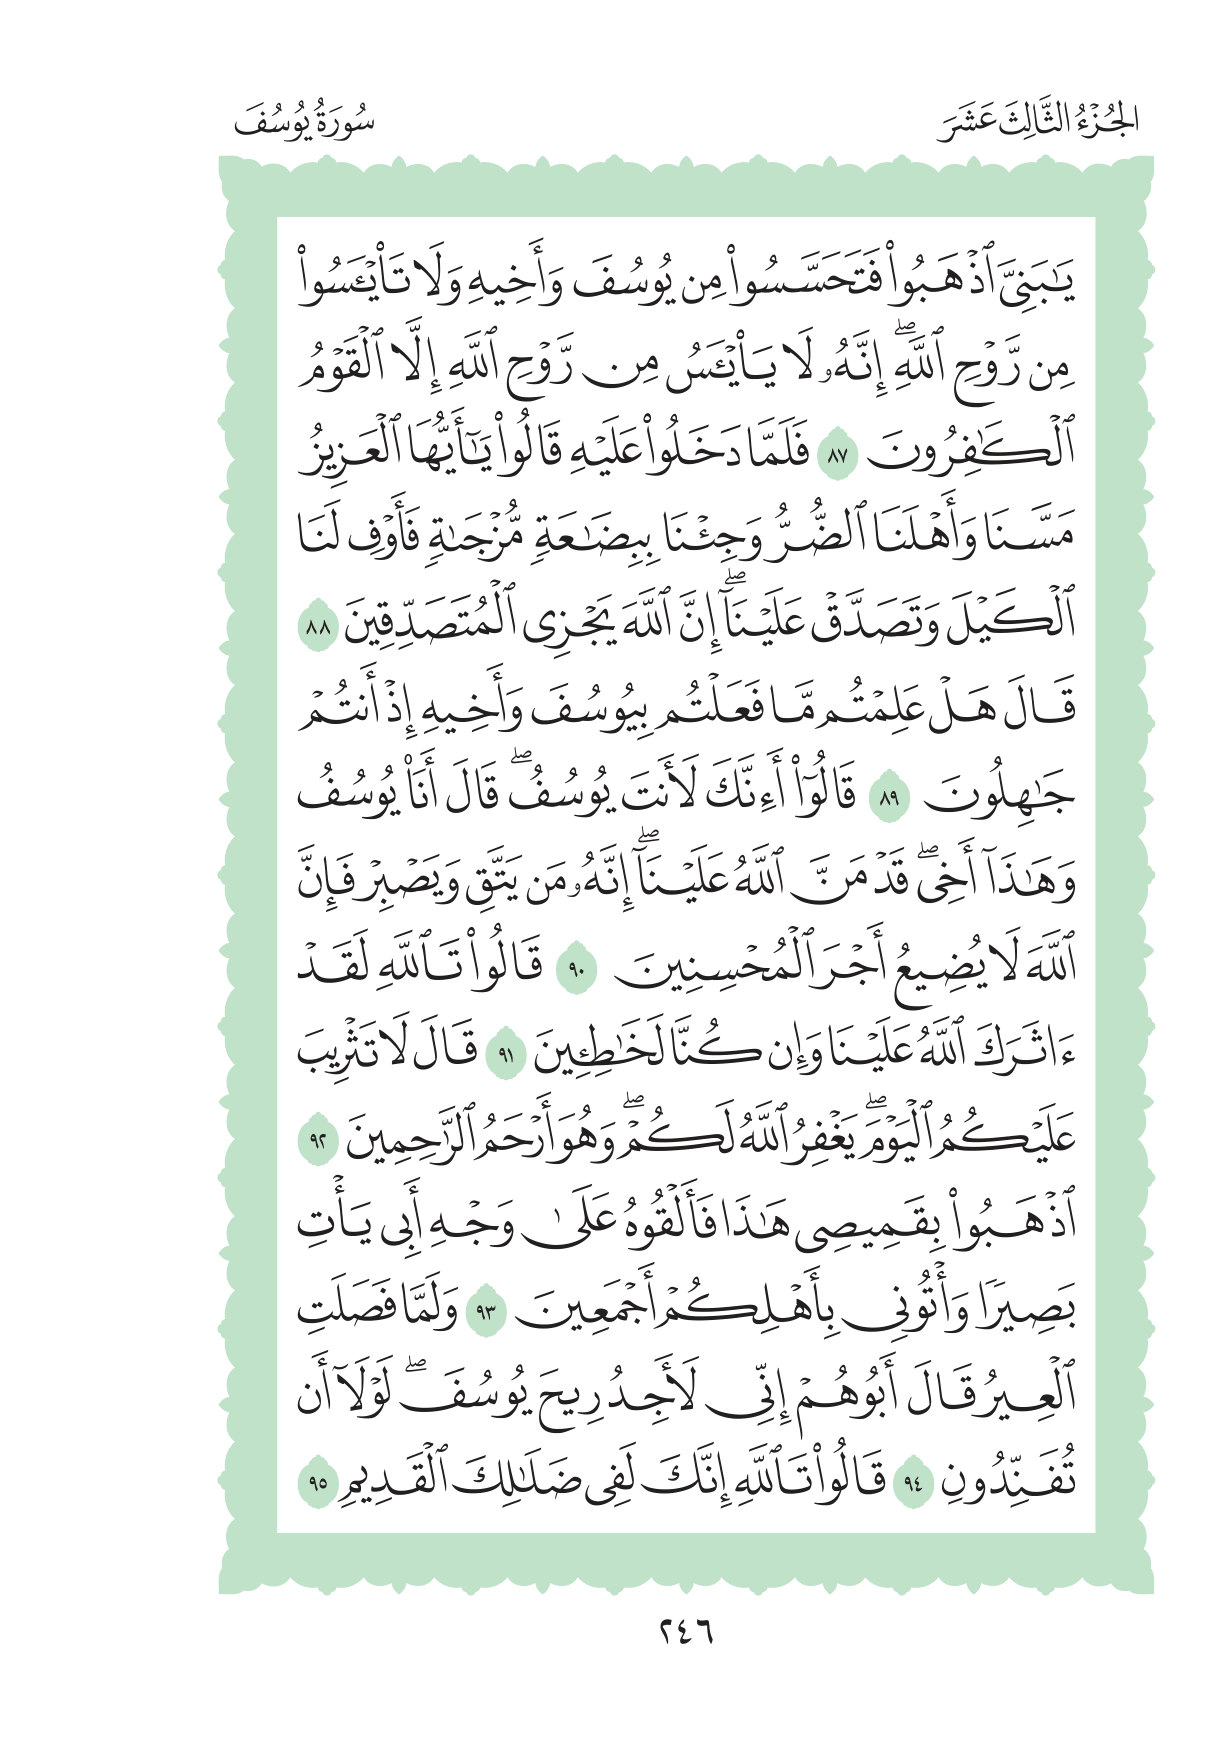 الجُزْءُ الثَّالِثَ عَشَرَ
سُورَةُ يُوسُفَ
يَٰبَنِيَّ ٱذۡهَبُواْ فَتَحَسَّسُواْ مِن يُوسُفَ وَأَخِيهِ وَلَا تَاْيۡـَٔسُواْ
مِن رَّوۡحِ ٱللَّهِۖ إِنَّهُۥ لَا يَاْيۡـَٔسُ مِن رَّوۡحِ ٱللَّهِ إِلَّا ٱلۡقَوۡمُ
ٱلۡكَٰفِرُونَ ٨٧ فَلَمَّا دَخَلُواْ عَلَيۡهِ قَالُواْ يَٰٓأَيُّهَا ٱلۡعَزِيزُ
مَسَّنَا وَأَهۡلَنَا ٱلضُّرُّ وَجِئۡنَا بِبِضَٰعَةٖ مُّزۡجَىٰةٖ فَأَوۡفِ لَنَا
ٱلۡكَيۡلَ وَتَصَدَّقۡ عَلَيۡنَآۖ إِنَّ ٱللَّهَ يَجۡزِي ٱلۡمُتَصَدِّقِينَ ٨٨
قَالَ هَلۡ عَلِمۡتُم مَّا فَعَلۡتُم بِيُوسُفَ وَأَخِيهِ إِذۡ أَنتُمۡ
جَٰهِلُونَ ٨٩ قَالُوٓاْ أَءِنَّكَ لَأَنتَ يُوسُفُۖ قَالَ أَنَا۠ يُوسُفُ
وَهَٰذَآ أَخِيۖ قَدۡ مَنَّ ٱللَّهُ عَلَيۡنَآۖ إِنَّهُۥ مَن يَتَّقِ وَيَصۡبِرۡ فَإِنَّ
ٱللَّهَ لَا يُضِيعُ أَجۡرَ ٱلۡمُحۡسِنِينَ ٩٠ قَالُواْ تَٱللَّهِ لَقَدۡ
ءَاثَرَكَ ٱللَّهُ عَلَيۡنَا وَإِن كُنَّا لَخَٰطِـِٔينَ ٩١ قَالَ لَا تَثۡرِيبَ
عَلَيۡكُمُ ٱلۡيَوۡمَۖ يَغۡفِرُ ٱللَّهُ لَكُمۡۖ وَهُوَ أَرۡحَمُ ٱلرَّٰحِمِينَ ٩٢
ٱذۡهَبُواْ بِقَمِيصِي هَٰذَا فَأَلۡقُوهُ عَلَىٰ وَجۡهِ أَبِي يَأۡتِ
بَصِيرٗا وَأۡتُونِي بِأَهۡلِكُمۡ أَجۡمَعِينَ ٩٣ وَلَمَّا فَصَلَتِ
ٱلۡعِيرُ قَالَ أَبُوهُمۡ إِنِّي لَأَجِدُ رِيحَ يُوسُفَۖ لَوۡلَآ أَن
تُفَنِّدُونِ ٩٤ قَالُواْ تَٱللَّهِ إِنَّكَ لَفِي ضَلَٰلِكَ ٱلۡقَدِيمِ ٩٥
٢٤٦